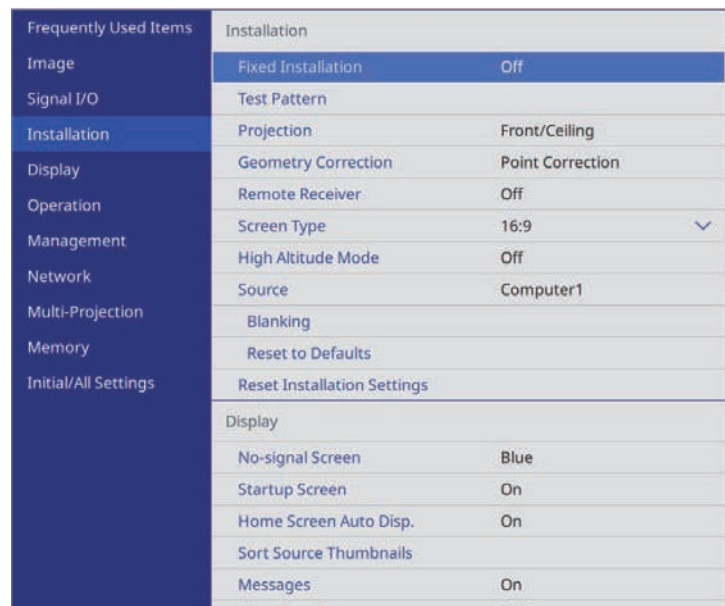 Frequently Used Items
Image
Signal I/O
Installation
Display
Operation
Management
Network
Multi-Projection
Memory
Initial/All Settings
Installation
Fixed Installation Off
Test Pattern
Projection Front/Ceiling
Geometry Correction Point Correction
Remote Receiver Off
Screen Type 16:9
High Altitude Mode Off
Source Computer1
Blanking
Reset to Defaults
Reset Installation Settings
Display
No-signal Screen Blue
Startup Screen On
Home Screen Auto Disp. On
Sort Source Thumbnails
Messages On